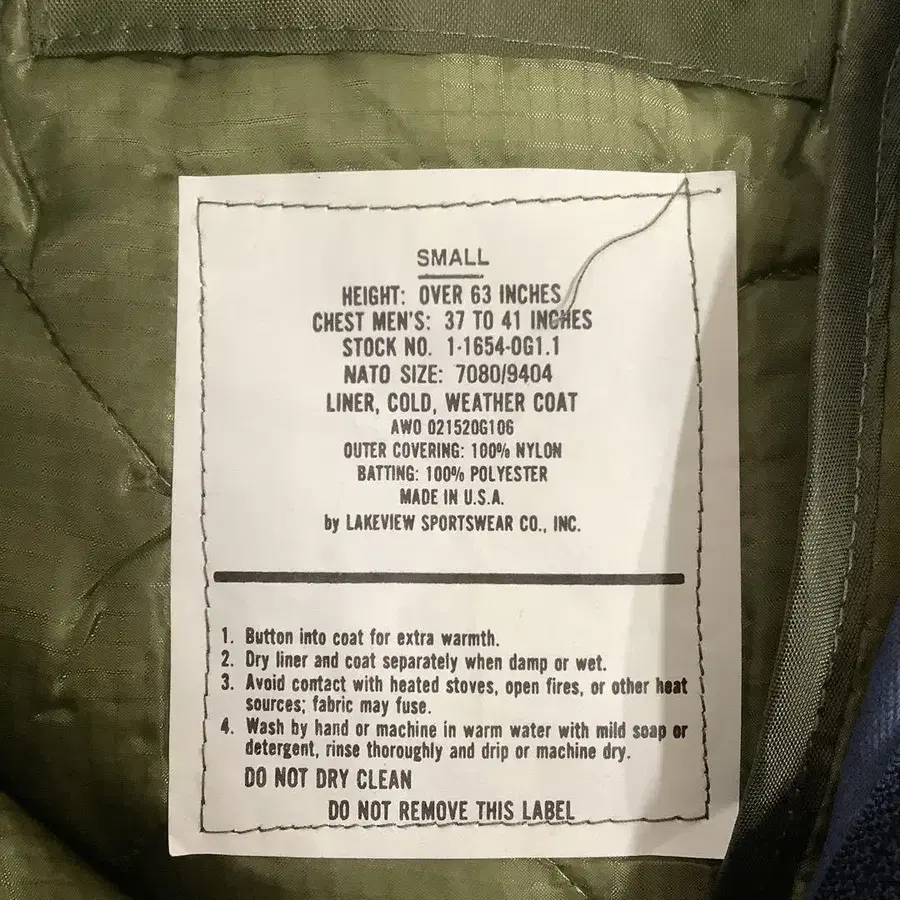 SMALL
HEIGHT: OVER 63 INCHES
CHEST MEN'S: 37 TO 41 INCHES
STOCK NO. 1-1654-OG1.1
NATO SIZE: 7080/9404
LINER, COLD, WEATHER COAT
AWO 02152OG106
OUTER COVERING: 100% NYLON
BATTING: 100% POLYESTER
MADE IN U.S.A.
by LAKEVIEW SPORTSWEAR CO., INC.
1. Button into coat for extra warmth.
2. Dry liner and coat separately when damp or wet.
3. Avoid contact with heated stoves, open fires, or other heat
sources; fabric may fuse.
4. Wash by hand or machine in warm water with mild soap or
detergent, rinse thoroughly and drip or machine dry.
DO NOT DRY CLEAN
DO NOT REMOVE THIS LABEL